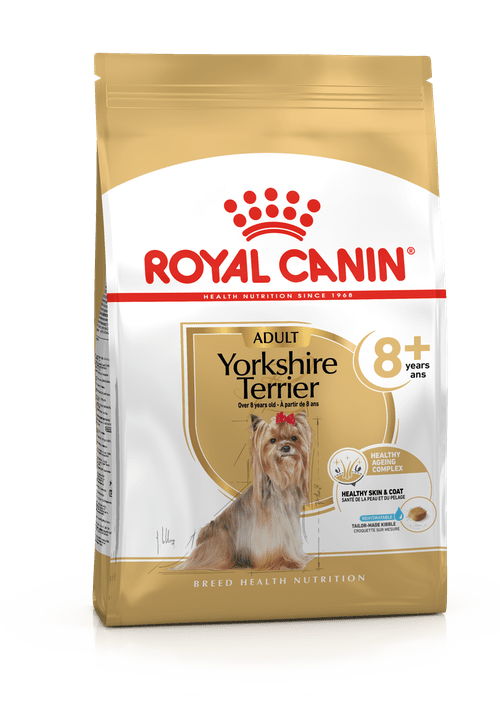 ROYAL CANIN®
HEALTH NUTRITION SINCE 1968
ADULT
Yorkshire
Terrier
Over 8 years old - À partir de 8 ans
8+
years
ans
HEALTHY
AGEING
COMPLEX
HEALTHY SKIN & COAT
SANTÉ DE LA PEAU ET DU PELAGE
REHYDRATABLE
TAILOR-MADE KIBBLE
CROQUETTE SUR MESURE
BREED HEALTH NUTRITION